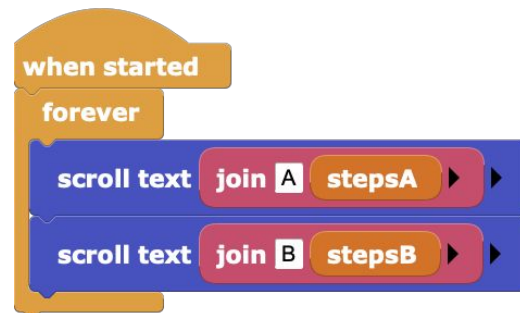 when started
forever
scroll text join A stepsA
scroll text join B stepsB